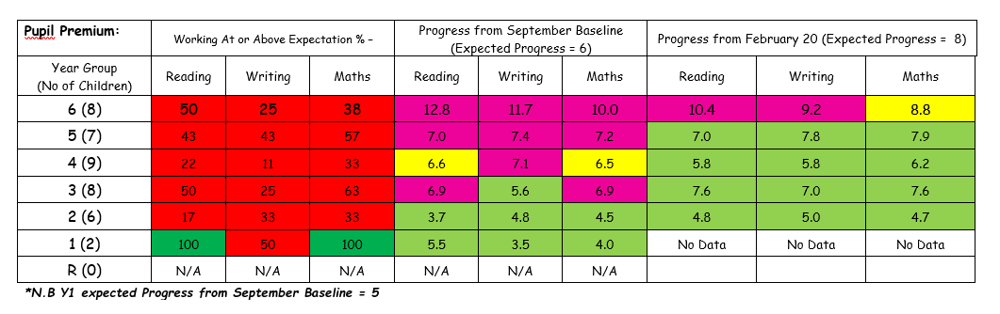 Pupil Premium: Working At or Above Expectation % – Progress from September Baseline (Expected Progress = 6) Progress from February 20 (Expected Progress = 8)
Year Group (No of Children) Reading Writing Maths Reading Writing Maths Reading Writing Maths
6 (8) 50 25 38 12.8 11.7 10.0 10.4 9.2 8.8
5 (7) 43 43 57 7.0 7.4 7.2 7.0 7.8 7.9
4 (9) 22 11 33 6.6 7.1 6.5 5.8 5.8 6.2
3 (8) 50 25 63 6.9 5.6 6.9 7.6 7.0 7.6
2 (6) 17 33 33 3.7 4.8 4.5 4.8 5.0 4.7
1 (2) 100 50 100 5.5 3.5 4.0 No Data No Data No Data
R (0) N/A N/A N/A N/A N/A N/A
*N.B Y1 expected Progress from September Baseline = 5